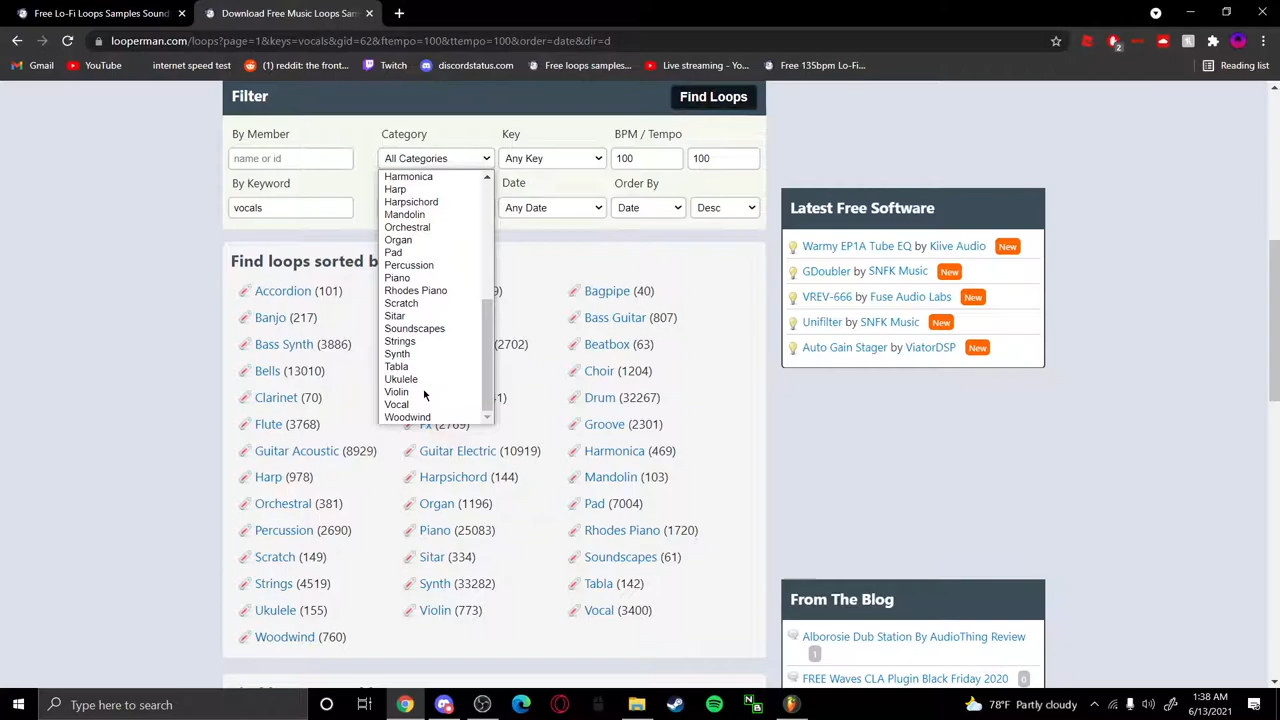 Free Lo-Fi Loops Samples Sound
Download Free Music Loops Sam
looperman.com/loops?page=1&keys=vocals&gid=62&ftempo=100&ttempo=100&order=date&dir=d
2
Gmail
YouTube
internet speed test
(1) reddit: the front...
Twitch
discordstatus.com
Free loops samples...
Live streaming - Yo...
Free 135bpm Lo-Fi...
Reading list
Filter
Find Loops
By Member
Category
Key
BPM / Tempo
name or id
All Categories
Any Key
100
100
By Keyword
Date
Order By
vocals
Any Date
Date
Desc
Harmonica
Harp
Harpsichord
Mandolin
Orchestral
Organ
Pad
Percussion
Piano
Rhodes Piano
Scratch
Sitar
Soundscapes
Strings
Synth
Tabla
Ukulele
Violin
Vocal
Woodwind
Find loops sorted b
Accordion (101)
9)
Bagpipe (40)
Banjo (217)
Bass Guitar (807)
Bass Synth (3886)
(2702)
Beatbox (63)
Bells (13010)
Choir (1204)
Clarinet (70)
41)
Drum (32267)
Flute (3768)
Fx (2769)
Groove (2301)
Guitar Acoustic (8929)
Guitar Electric (10919)
Harmonica (469)
Harp (978)
Harpsichord (144)
Mandolin (103)
Orchestral (381)
Organ (1196)
Pad (7004)
Percussion (2690)
Piano (25083)
Rhodes Piano (1720)
Scratch (149)
Sitar (334)
Soundscapes (61)
Strings (4519)
Synth (33282)
Tabla (142)
Ukulele (155)
Violin (773)
Vocal (3400)
Woodwind (760)
Latest Free Software
Warmy EP1A Tube EQ by Kiive Audio New
GDoubler by SNFK Music New
VREV-666 by Fuse Audio Labs New
Unifilter by SNFK Music New
Auto Gain Stager by ViatorDSP New
From The Blog
Alborosie Dub Station By AudioThing Review
1
FREE Waves CLA Plugin Black Friday 2020 0
Type here to search
78°F Partly cloudy
1:38 AM
6/13/2021